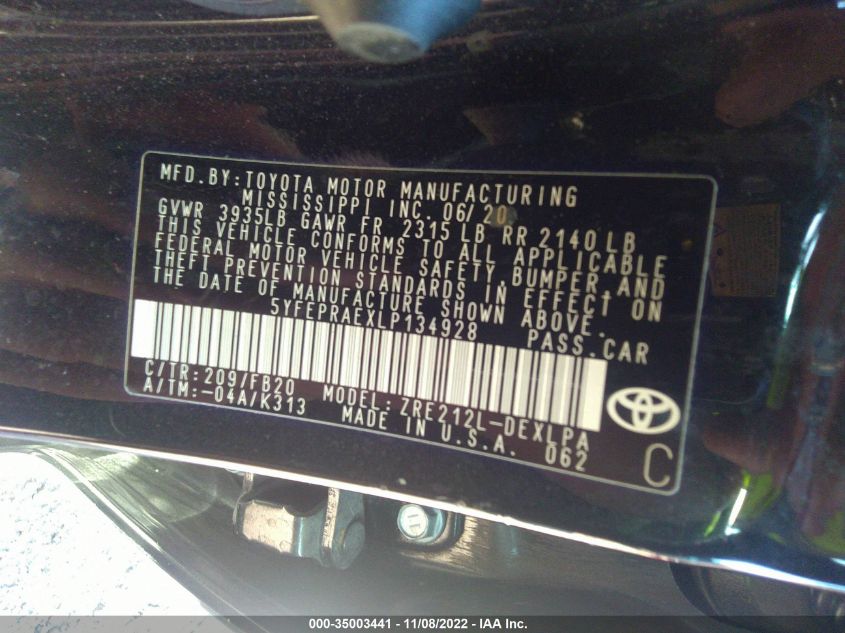 MFD.BY:TOYOTA MOTOR MANUFACTURING
MISSISSIPPI INC. 06/20
GVWR 3935LB GAWR FR 2315 LB RR 2140 LB
THIS VEHICLE CONFORMS TO ALL APPLICABLE
FEDERAL MOTOR VEHICLE SAFETY, BUMPER, AND
THEFT PREVENTION STANDARDS IN EFFECT ON
THE DATE OF MANUFACTURE SHOWN ABOVE.
5YFEPRAEXLP134928 PASS.CAR
C/TR:209/FB20 MODEL:ZRE212L-DEXLPA
A/TM:-04A/K313 MADE IN U.S.A. 062
C
000-35003441 - 11/08/2022 - IAA Inc.